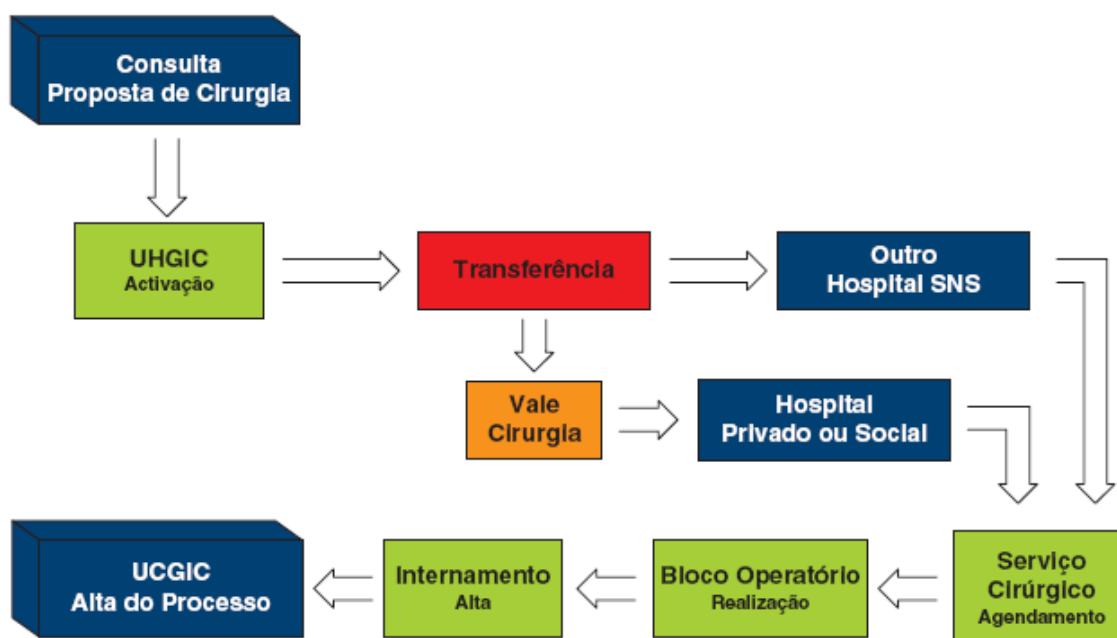 Consulta
Proposta de Cirurgia
UHGIC
Activação
Transferência
Outro
Hospital SNS
Vale
Cirurgia
Hospital
Privado ou Social
UCGIC
Alta do Processo
Internamento
Alta
Bloco Operatório
Realização
Serviço
Cirúrgico
Agendamento